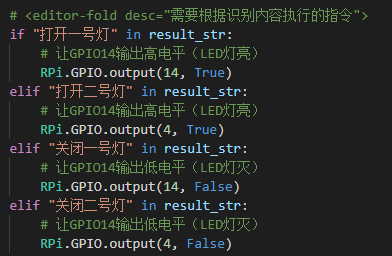 # <editor-fold desc="需要根据识别内容执行的指令">
if "打开一号灯" in result_str:
    # 让GPIO14输出高电平（LED灯亮）
    RPi.GPIO.output(14, True)
elif "打开二号灯" in result_str:
    # 让GPIO14输出高电平（LED灯亮）
    RPi.GPIO.output(4, True)
elif "关闭一号灯" in result_str:
    # 让GPIO14输出低电平（LED灯灭）
    RPi.GPIO.output(14, False)
elif "关闭二号灯" in result_str:
    # 让GPIO14输出低电平（LED灯灭）
    RPi.GPIO.output(4, False)